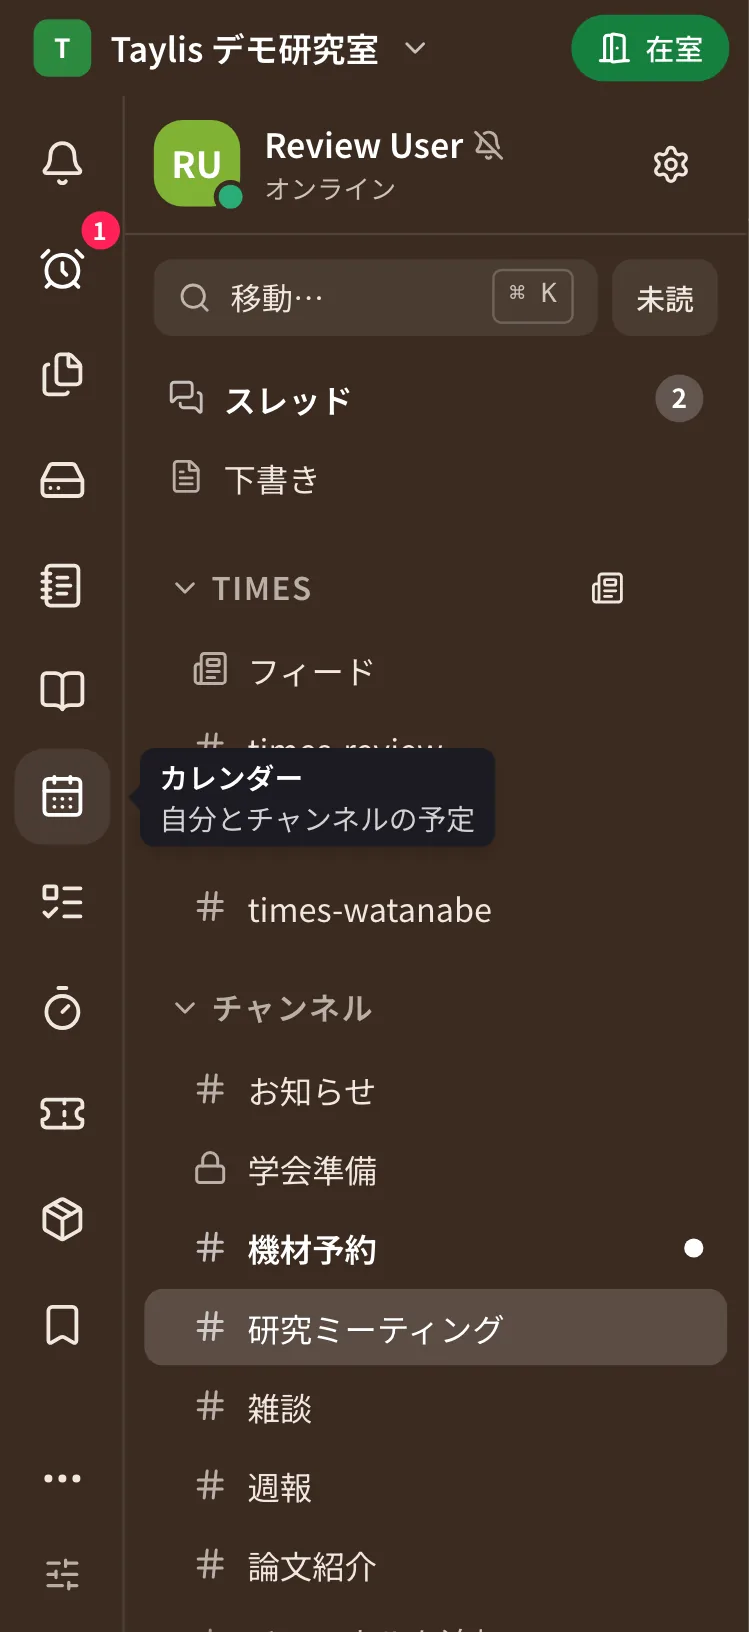 T Taylis デモ研究室 在室
RU Review User
オンライン
1
移動… ⌘ K 未読
スレッド 2
下書き
TIMES
フィード
times-review
カレンダー
自分とチャンネルの予定
# times-watanabe
チャンネル
# お知らせ
学会準備
# 機材予約
# 研究ミーティング
# 雑談
# 週報
# 論文紹介